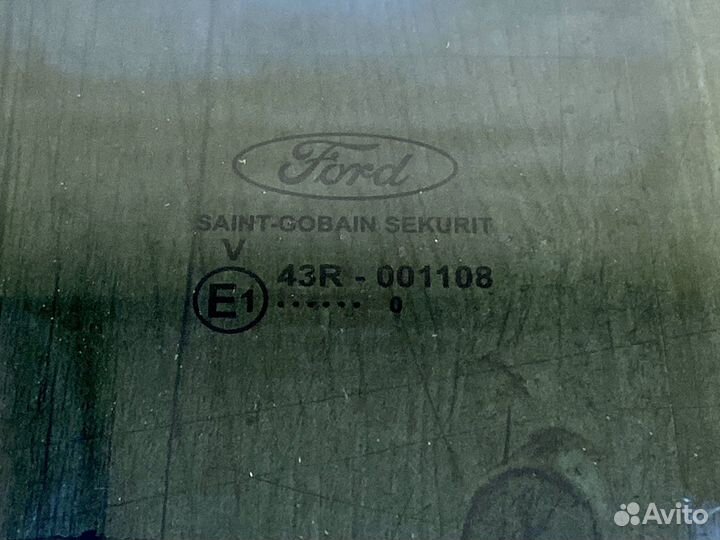 Ford
SAINT-GOBAIN SEKURIT
V
E1 43R - 001108
...... 0
Avito